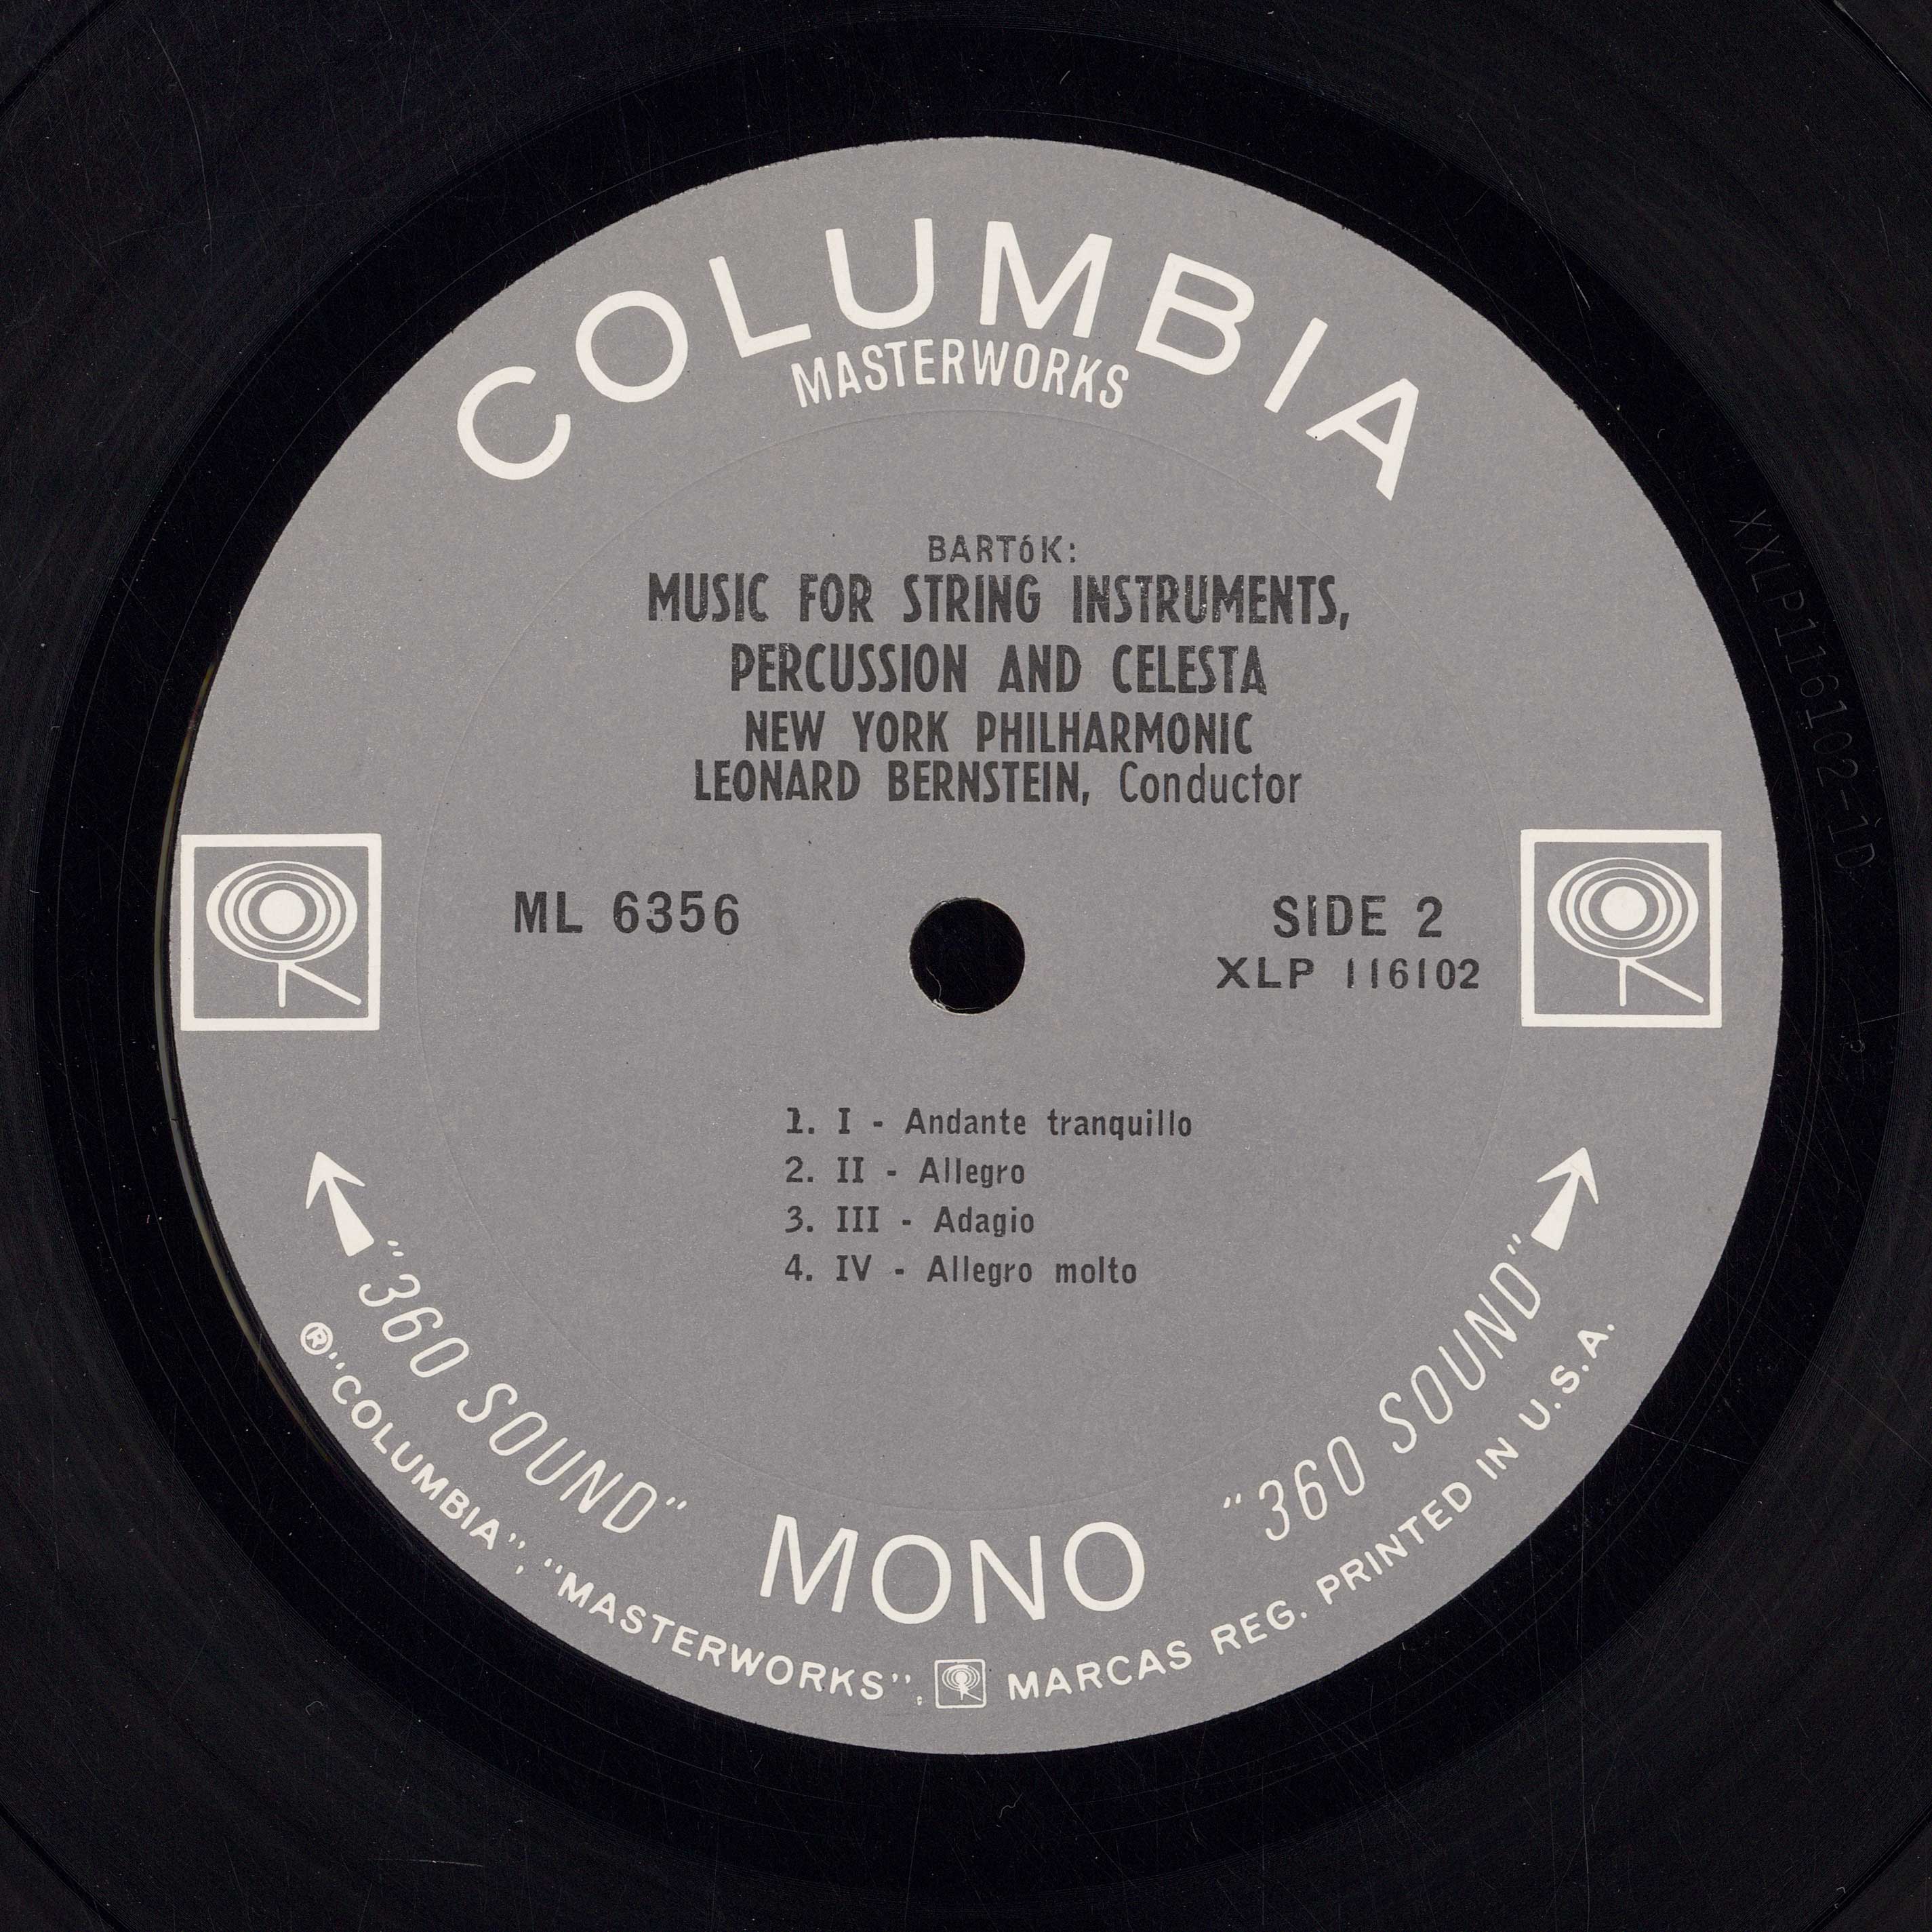 COLUMBIA
MASTERWORKS
BARTóK:
MUSIC FOR STRING INSTRUMENTS,
PERCUSSION AND CELESTA
NEW YORK PHILHARMONIC
LEONARD BERNSTEIN, Conductor
ML 6356
SIDE 2
XLP 116102
1. I - Andante tranquillo
2. II - Allegro
3. III - Adagio
4. IV - Allegro molto
"360 SOUND"
MONO
"360 SOUND"
®"COLUMBIA", "MASTERWORKS", MARCAS REG. PRINTED IN U.S.A.
XXLP116102-1D